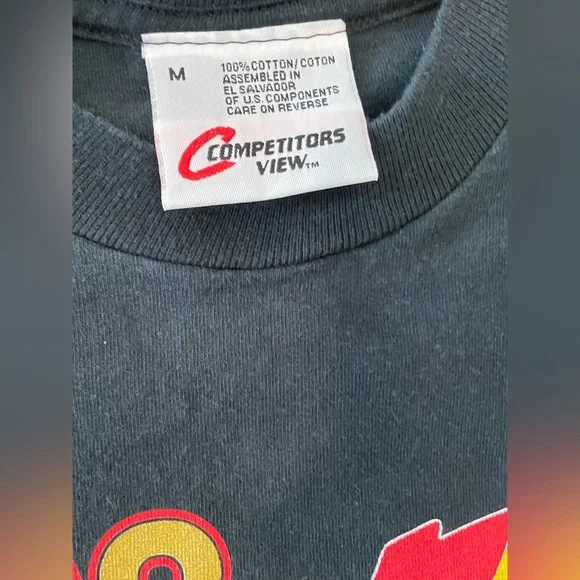 M
100% COTTON/COTON
ASSEMBLED IN
EL SALVADOR
OF U.S. COMPONENTS
CARE ON REVERSE
C COMPETITORS
VIEW™